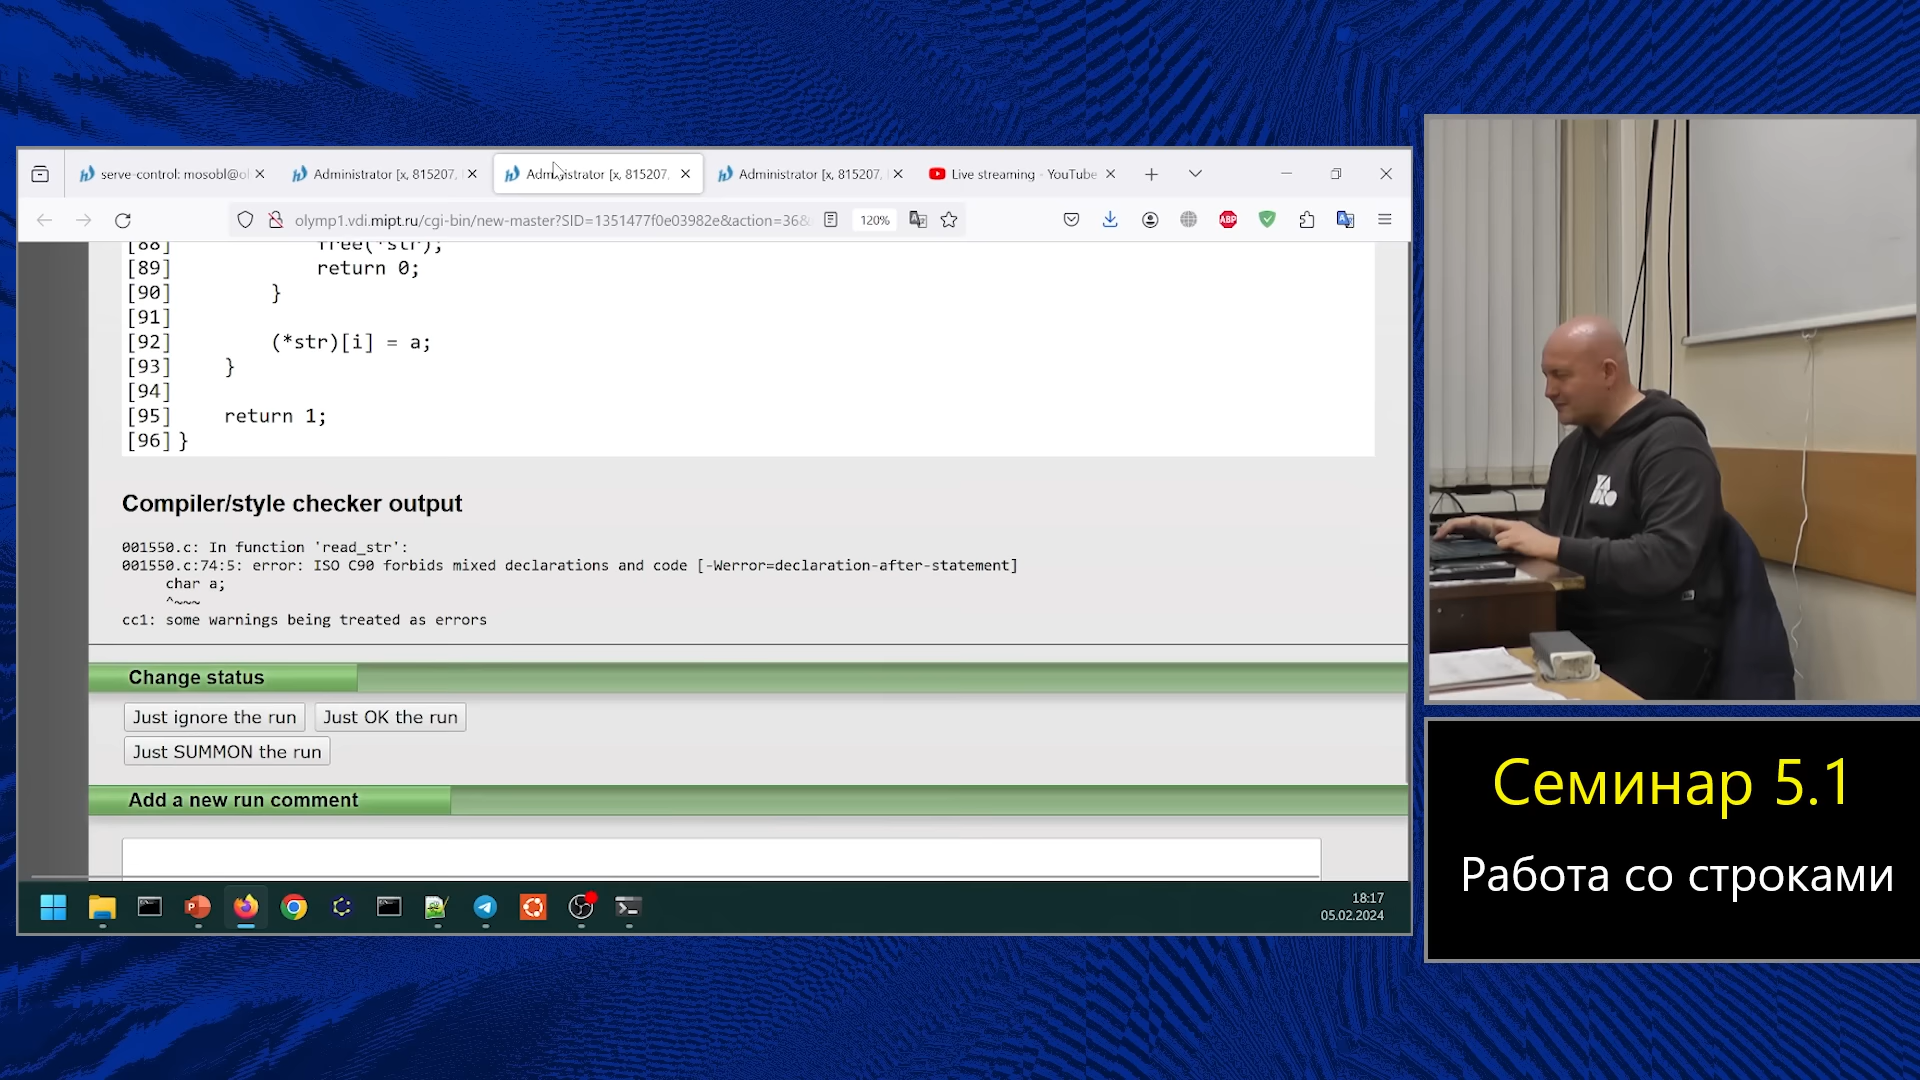 serve-control: mosobl@ol
Administrator [x, 815207,
Administrator [x, 815207,
Administrator [x, 815207,
Live streaming - YouTube
olymp1.vdi.mipt.ru/cgi-bin/new-master?SID=1351477f0e03982e&action=36&
120%
ABP
[88] free(*str);
[89] return 0;
[90] }
[91]
[92] (*str)[i] = a;
[93] }
[94]
[95] return 1;
[96] }
Compiler/style checker output
001550.c: In function 'read_str':
001550.c:74:5: error: ISO C90 forbids mixed declarations and code [-Werror=declaration-after-statement]
char a;
^~~~
cc1: some warnings being treated as errors
Change status
Just ignore the run
Just OK the run
Just SUMMON the run
Add a new run comment
18:17
05.02.2024
Семинар 5.1
Работа со строками